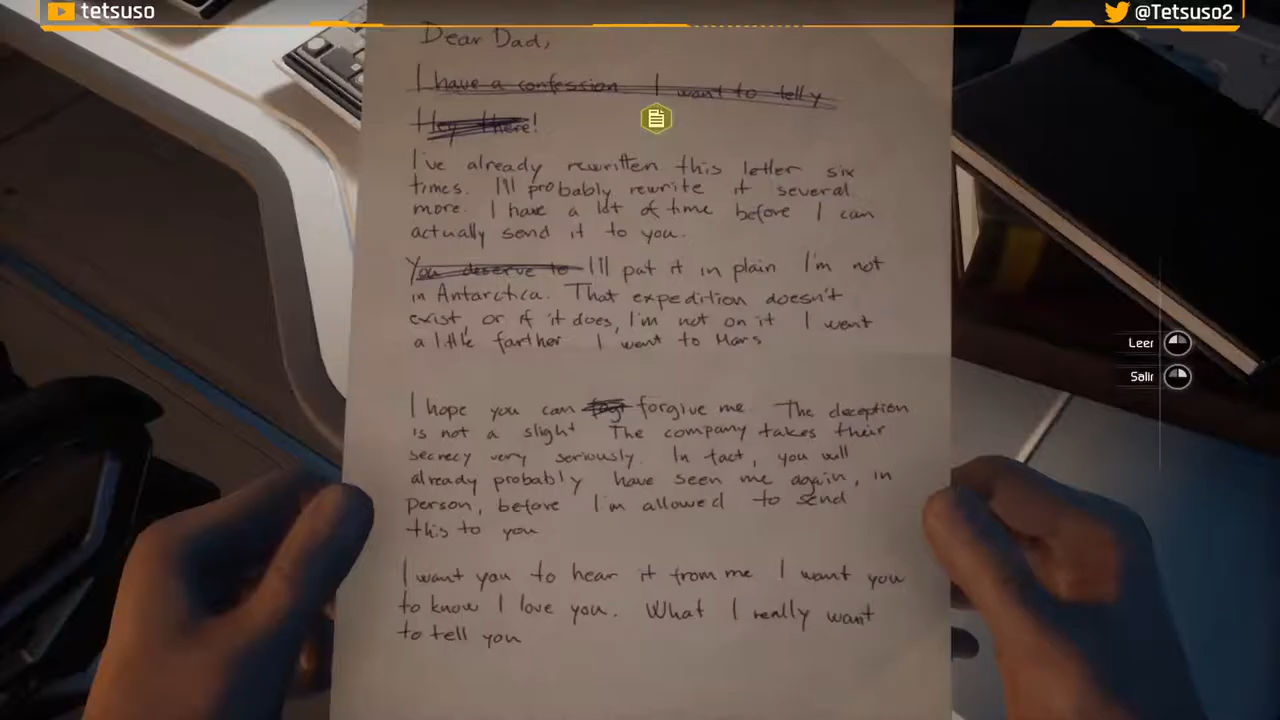 tetsuso
@Tetsuso2
Dear Dad,
I have a confession I want to tell y
Hey there!
I've already rewritten this letter six
times. I'll probably rewrite it several
more. I have a lot of time before I can
actually send it to you.
You deserve to I'll put it in plain I'm not
in Antarctica. That expedition doesn't
exist, or if it does, I'm not on it I went
a little farther I went to Mars
I hope you can forgive me The deception
is not a slight The company takes their
secrecy very seriously. In fact, you will
already probably have seen me again, in
person, before I'm allowed to send
this to you
I want you to hear it from me I want you
to know I love you. What I really want
to tell you
Leer
Salir